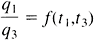 q₁/q₃ = f(t₁,t₃)